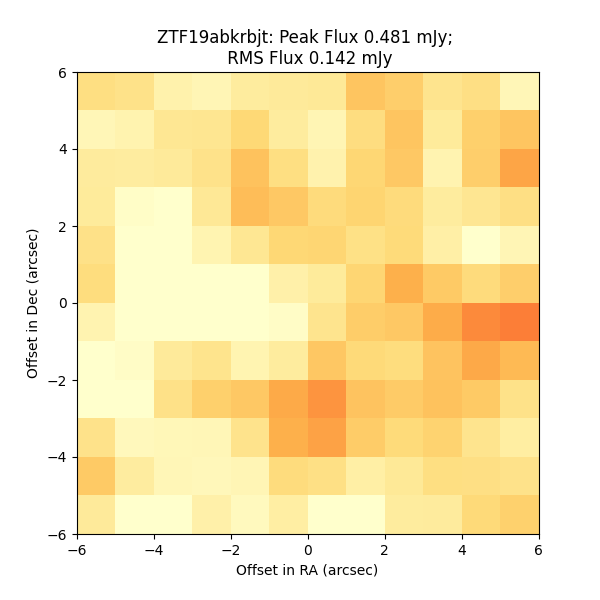 ZTF19abkrbjt: Peak Flux 0.481 mJy;
RMS Flux 0.142 mJy
6
4
2
0
−2
−4
−6
Offset in Dec (arcsec)
−6 −4 −2 0 2 4 6
Offset in RA (arcsec)